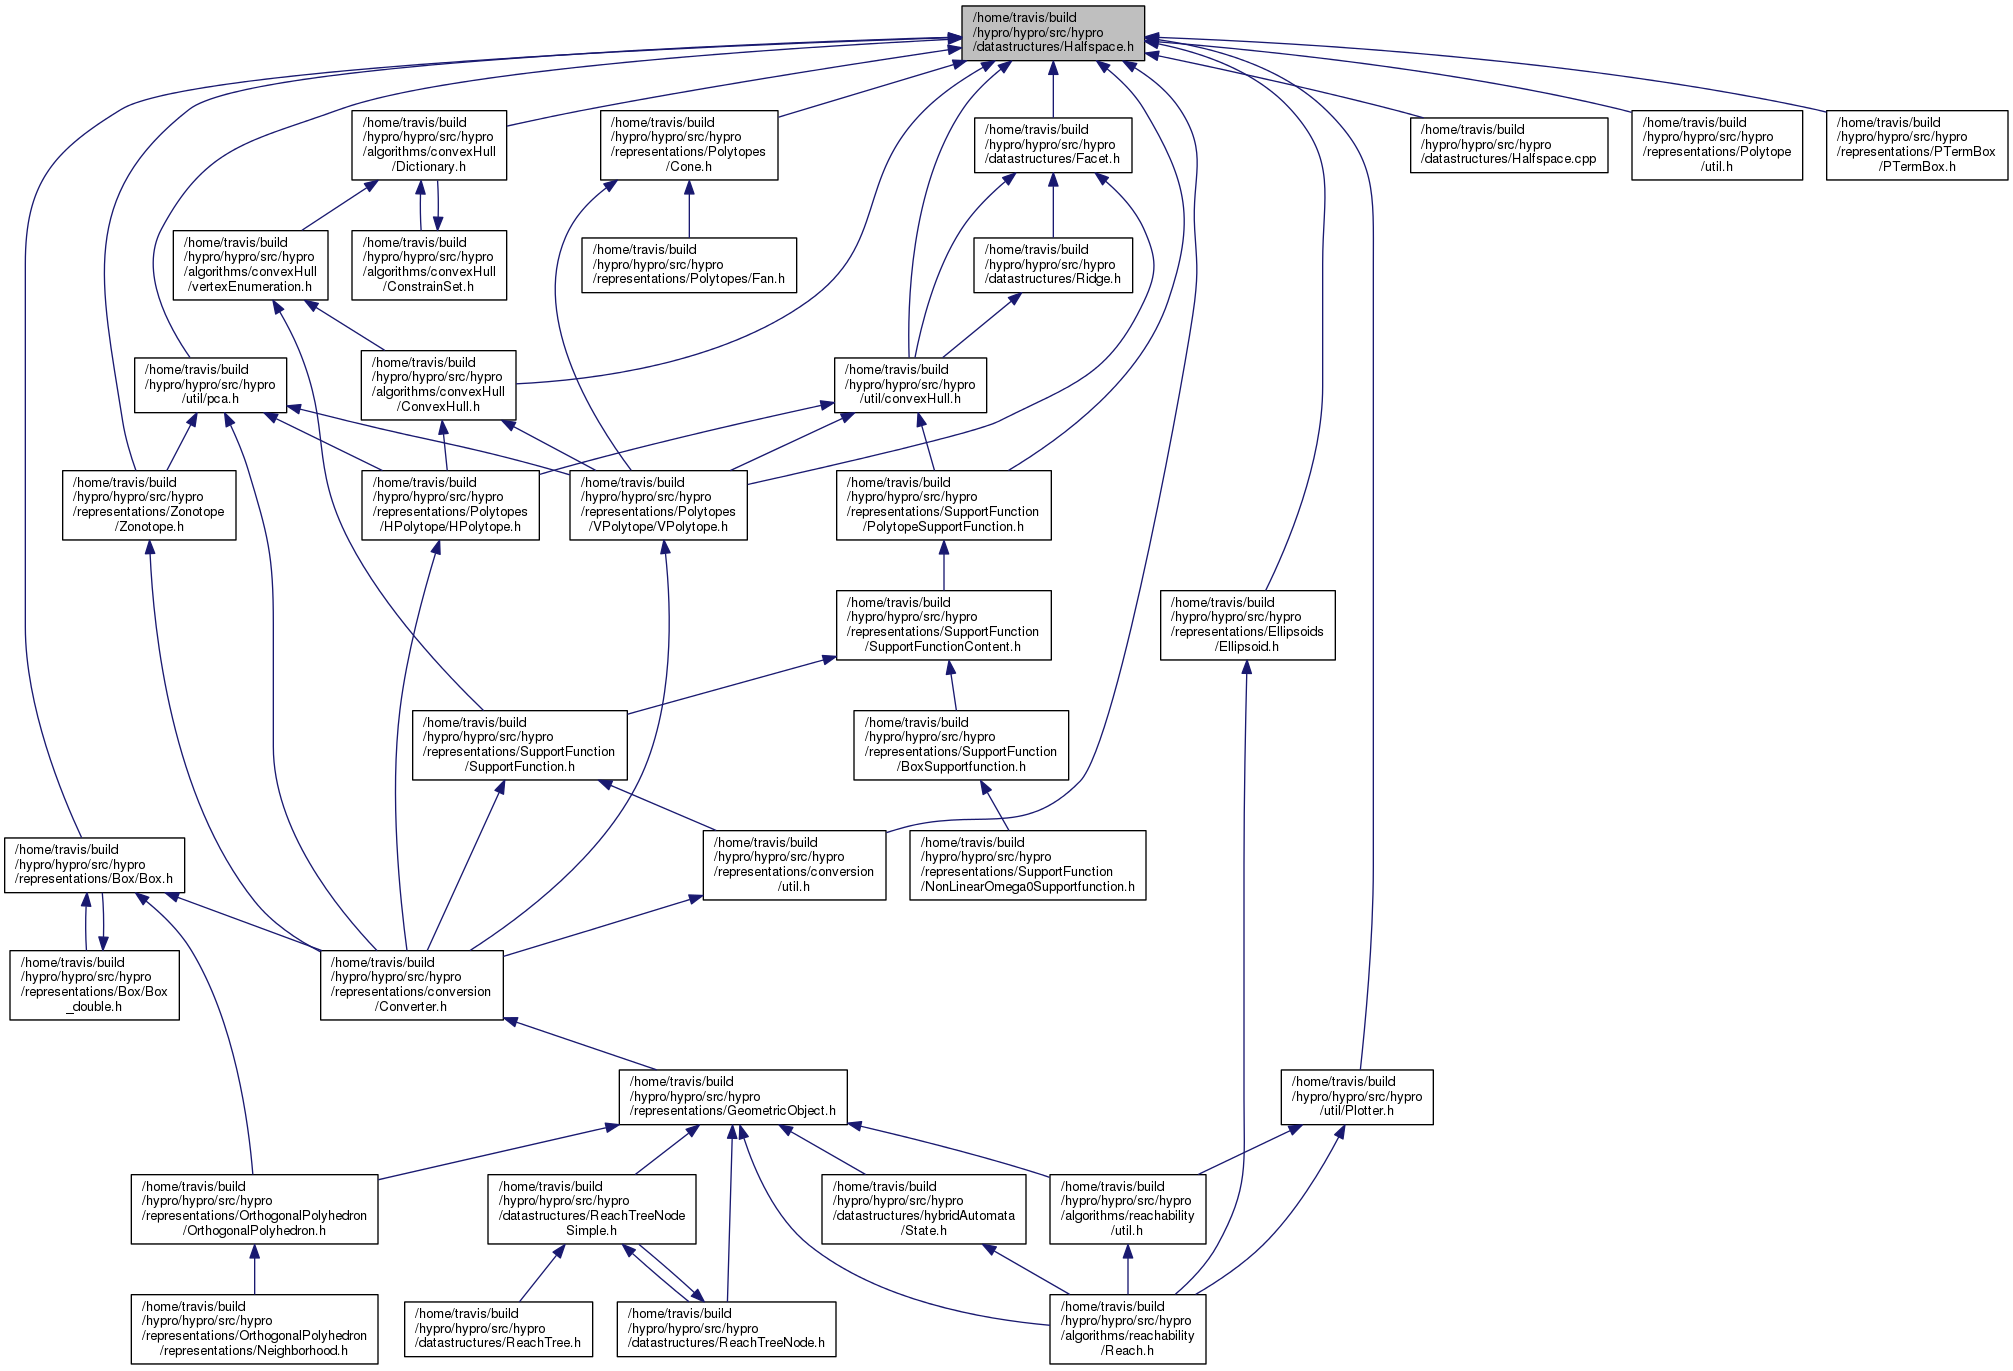 /home/travis/build
/hypro/hypro/src/hypro
/datastructures/Halfspace.h
/home/travis/build
/hypro/hypro/src/hypro
/algorithms/convexHull
/Dictionary.h
/home/travis/build
/hypro/hypro/src/hypro
/representations/Polytopes
/Cone.h
/home/travis/build
/hypro/hypro/src/hypro
/datastructures/Facet.h
/home/travis/build
/hypro/hypro/src/hypro
/datastructures/Halfspace.cpp
/home/travis/build
/hypro/hypro/src/hypro
/representations/Polytope
/util.h
/home/travis/build
/hypro/hypro/src/hypro
/representations/PTermBox
/PTermBox.h
/home/travis/build
/hypro/hypro/src/hypro
/algorithms/convexHull
/vertexEnumeration.h
/home/travis/build
/hypro/hypro/src/hypro
/algorithms/convexHull
/ConstrainSet.h
/home/travis/build
/hypro/hypro/src/hypro
/representations/Polytopes/Fan.h
/home/travis/build
/hypro/hypro/src/hypro
/datastructures/Ridge.h
/home/travis/build
/hypro/hypro/src/hypro
/util/pca.h
/home/travis/build
/hypro/hypro/src/hypro
/algorithms/convexHull
/ConvexHull.h
/home/travis/build
/hypro/hypro/src/hypro
/util/convexHull.h
/home/travis/build
/hypro/hypro/src/hypro
/representations/Zonotope
/Zonotope.h
/home/travis/build
/hypro/hypro/src/hypro
/representations/Polytopes
/HPolytope/HPolytope.h
/home/travis/build
/hypro/hypro/src/hypro
/representations/Polytopes
/VPolytope/VPolytope.h
/home/travis/build
/hypro/hypro/src/hypro
/representations/SupportFunction
/PolytopeSupportFunction.h
/home/travis/build
/hypro/hypro/src/hypro
/representations/SupportFunction
/SupportFunctionContent.h
/home/travis/build
/hypro/hypro/src/hypro
/representations/Ellipsoids
/Ellipsoid.h
/home/travis/build
/hypro/hypro/src/hypro
/representations/SupportFunction
/SupportFunction.h
/home/travis/build
/hypro/hypro/src/hypro
/representations/SupportFunction
/BoxSupportfunction.h
/home/travis/build
/hypro/hypro/src/hypro
/representations/Box/Box.h
/home/travis/build
/hypro/hypro/src/hypro
/representations/conversion
/util.h
/home/travis/build
/hypro/hypro/src/hypro
/representations/SupportFunction
/NonLinearOmega0Supportfunction.h
/home/travis/build
/hypro/hypro/src/hypro
/representations/Box/Box
_double.h
/home/travis/build
/hypro/hypro/src/hypro
/representations/conversion
/Converter.h
/home/travis/build
/hypro/hypro/src/hypro
/representations/GeometricObject.h
/home/travis/build
/hypro/hypro/src/hypro
/util/Plotter.h
/home/travis/build
/hypro/hypro/src/hypro
/representations/OrthogonalPolyhedron
/OrthogonalPolyhedron.h
/home/travis/build
/hypro/hypro/src/hypro
/datastructures/ReachTreeNode
Simple.h
/home/travis/build
/hypro/hypro/src/hypro
/datastructures/hybridAutomata
/State.h
/home/travis/build
/hypro/hypro/src/hypro
/algorithms/reachability
/util.h
/home/travis/build
/hypro/hypro/src/hypro
/representations/OrthogonalPolyhedron
/representations/Neighborhood.h
/home/travis/build
/hypro/hypro/src/hypro
/datastructures/ReachTree.h
/home/travis/build
/hypro/hypro/src/hypro
/datastructures/ReachTreeNode.h
/home/travis/build
/hypro/hypro/src/hypro
/algorithms/reachability
/Reach.h